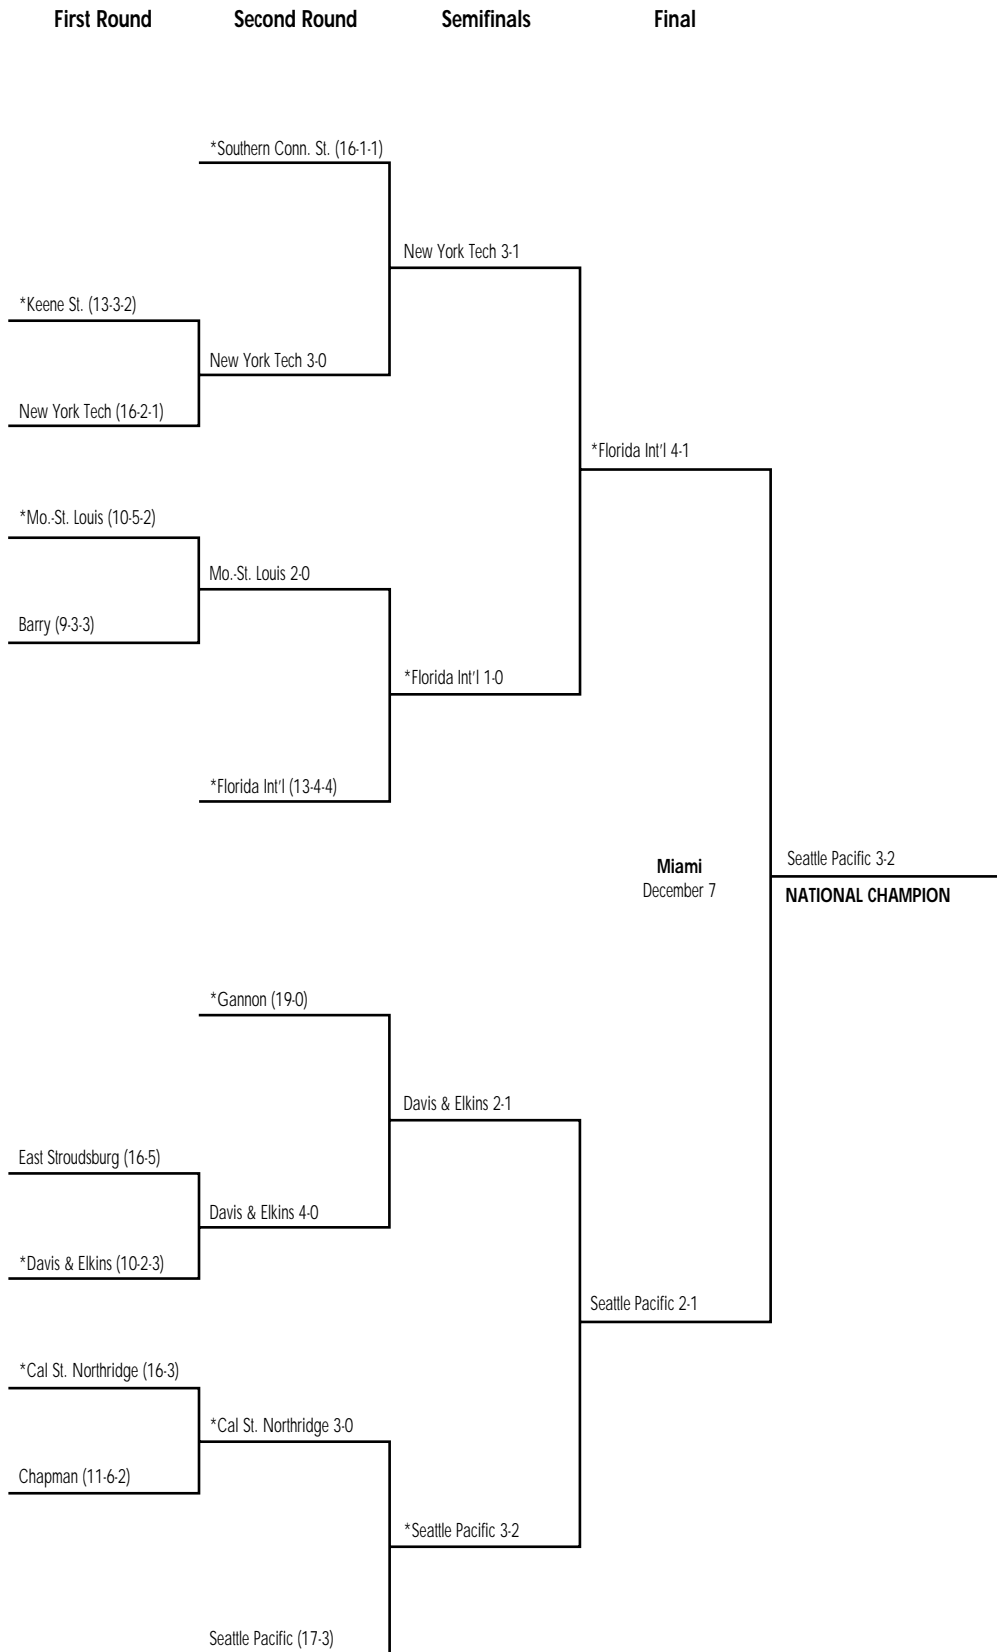 First Round Second Round Semifinals Final
*Southern Conn. St. (16-1-1)
New York Tech 3-1
*Keene St. (13-3-2)
New York Tech 3-0
New York Tech (16-2-1)
*Florida Int'l 4-1
*Mo.-St. Louis (10-5-2)
Mo.-St. Louis 2-0
Barry (9-3-3)
*Florida Int'l 1-0
*Florida Int'l (13-4-4)
Miami
December 7
Seattle Pacific 3-2
NATIONAL CHAMPION
*Gannon (19-0)
Davis & Elkins 2-1
East Stroudsburg (16-5)
Davis & Elkins 4-0
*Davis & Elkins (10-2-3)
Seattle Pacific 2-1
*Cal St. Northridge (16-3)
*Cal St. Northridge 3-0
Chapman (11-6-2)
*Seattle Pacific 3-2
Seattle Pacific (17-3)